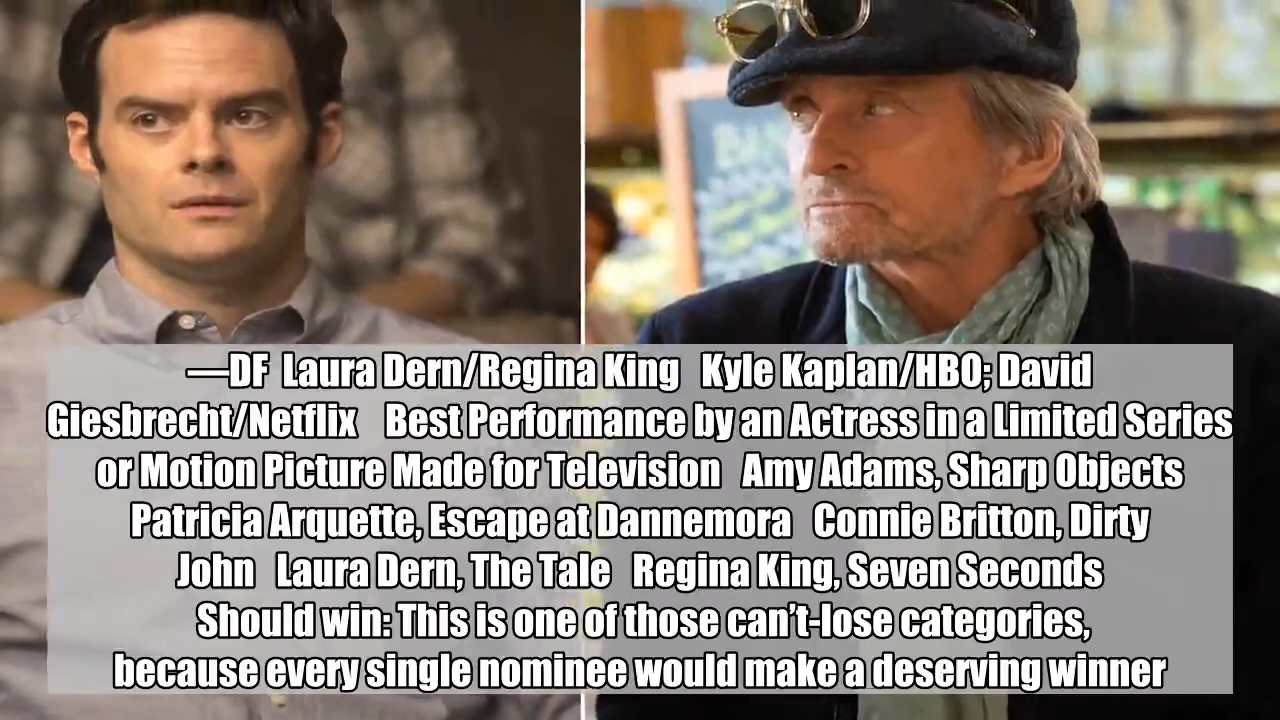 —DF Laura Dern/Regina King Kyle Kaplan/HBO; David
Giesbrecht/Netflix Best Performance by an Actress in a Limited Series
or Motion Picture Made for Television Amy Adams, Sharp Objects
Patricia Arquette, Escape at Dannemora Connie Britton, Dirty
John Laura Dern, The Tale Regina King, Seven Seconds
Should win: This is one of those can’t-lose categories,
because every single nominee would make a deserving winner